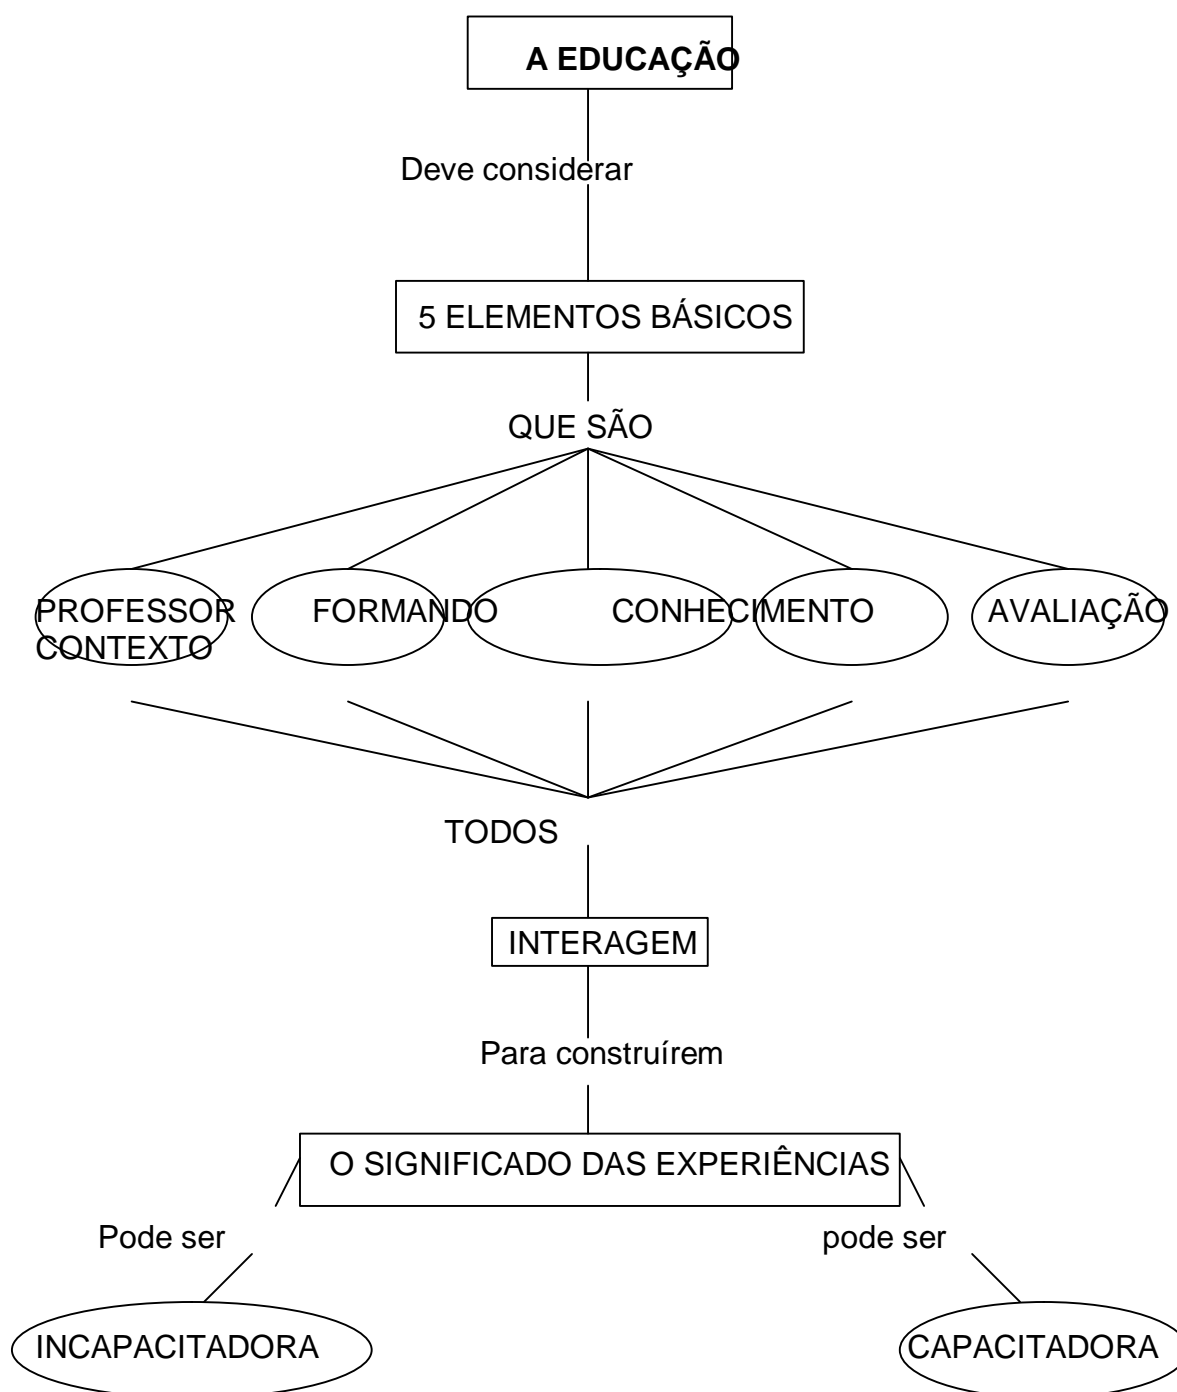 A EDUCAÇÃO
Deve considerar
5 ELEMENTOS BÁSICOS
QUE SÃO
PROFESSOR FORMANDO CONHECIMENTO AVALIAÇÃO
CONTEXTO
TODOS
INTERAGEM
Para construírem
O SIGNIFICADO DAS EXPERIÊNCIAS
Pode ser pode ser
INCAPACITADORA CAPACITADORA